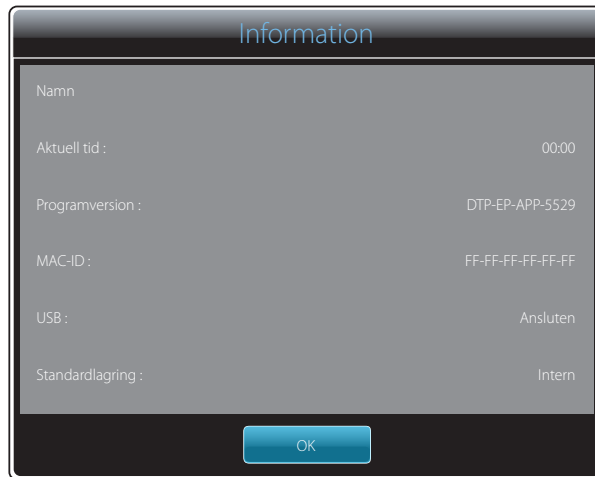 Information
Namn
Aktuell tid : 00:00
Programversion : DTP-EP-APP-5529
MAC-ID : FF-FF-FF-FF-FF-FF
USB : Ansluten
Standardlagring : Intern
OK